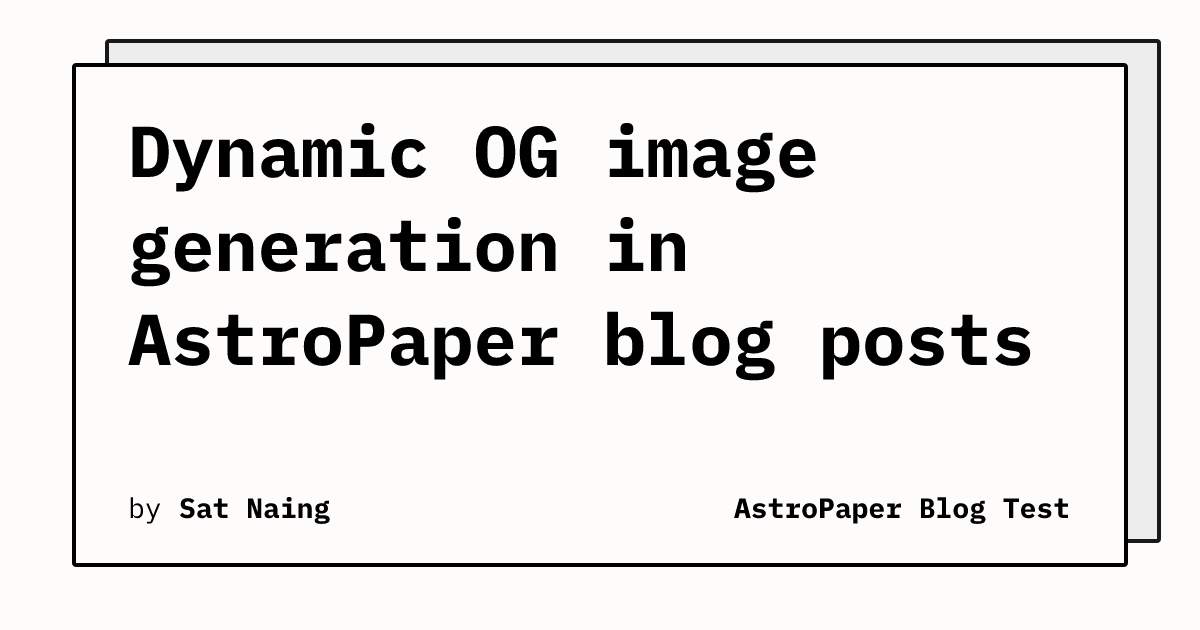 Dynamic OG image
generation in
AstroPaper blog posts
by Sat Naing
AstroPaper Blog Test